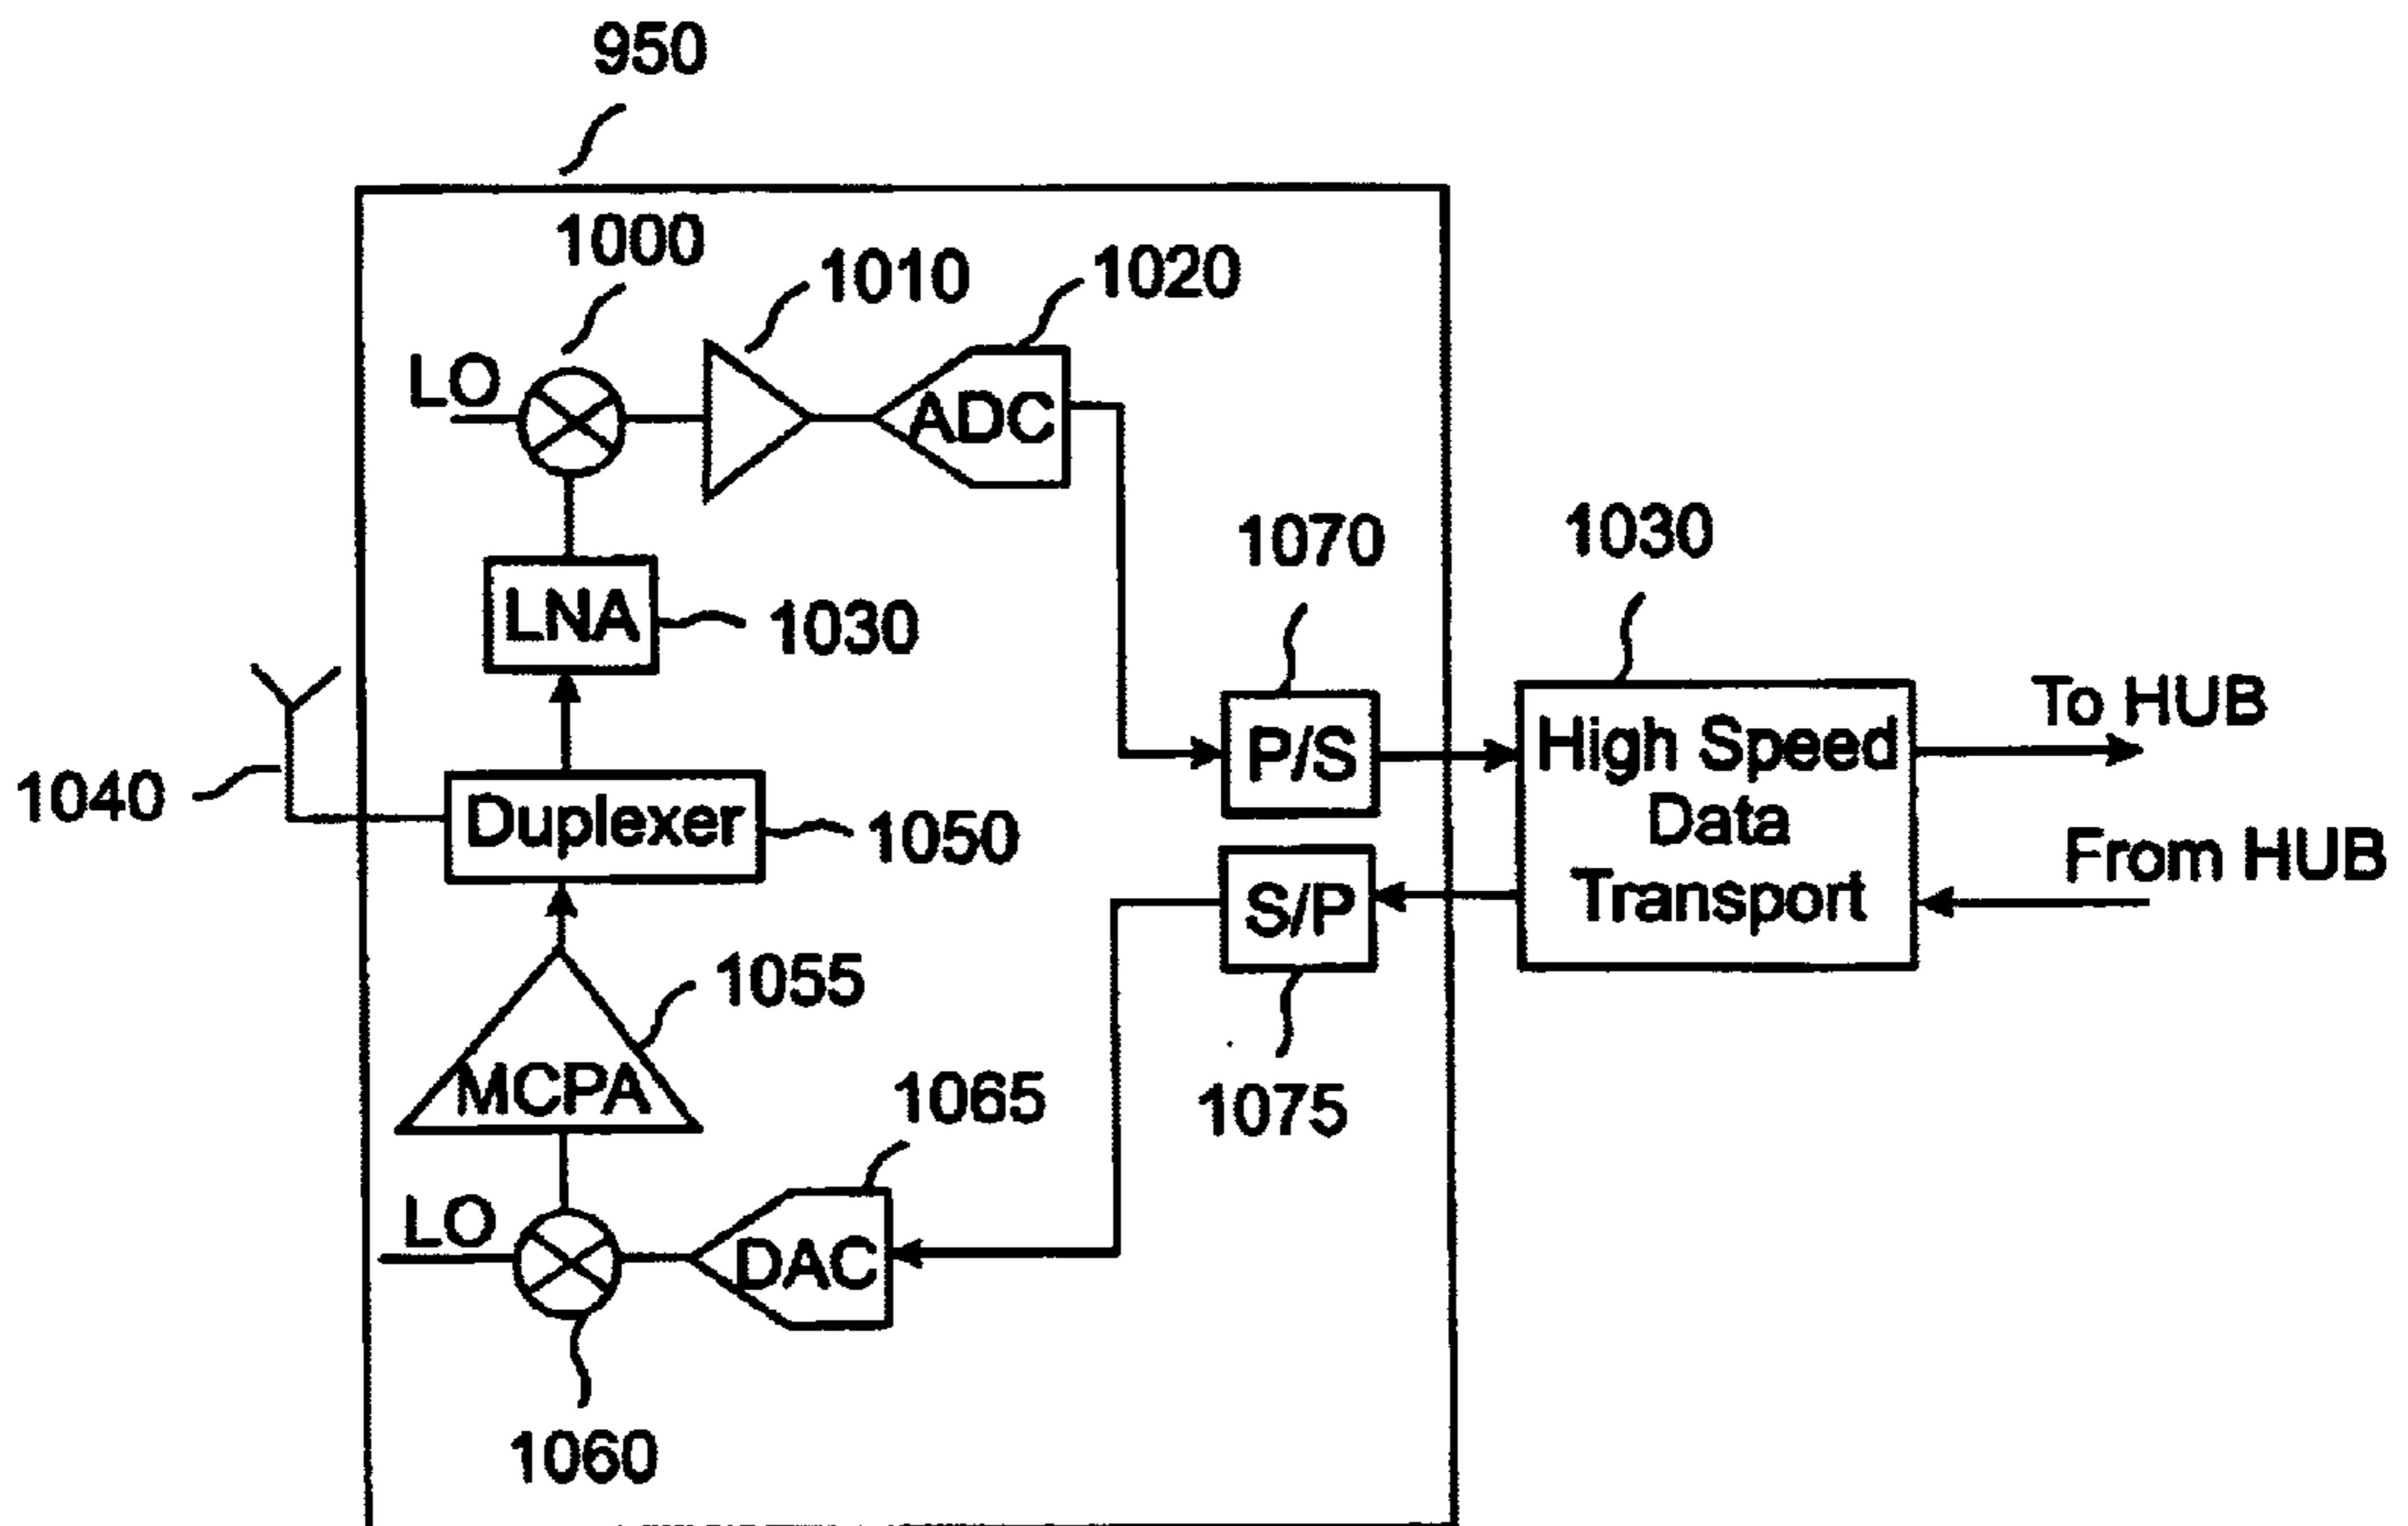 950
1000
1010
1020
LO
ADC
1070
1030
LNA
1030
To HUB
P/S
High Speed
Data
Transport
1040
Duplexer
1050
From HUB
S/P
1055
MCPA
1065
1075
LO
DAC
1060